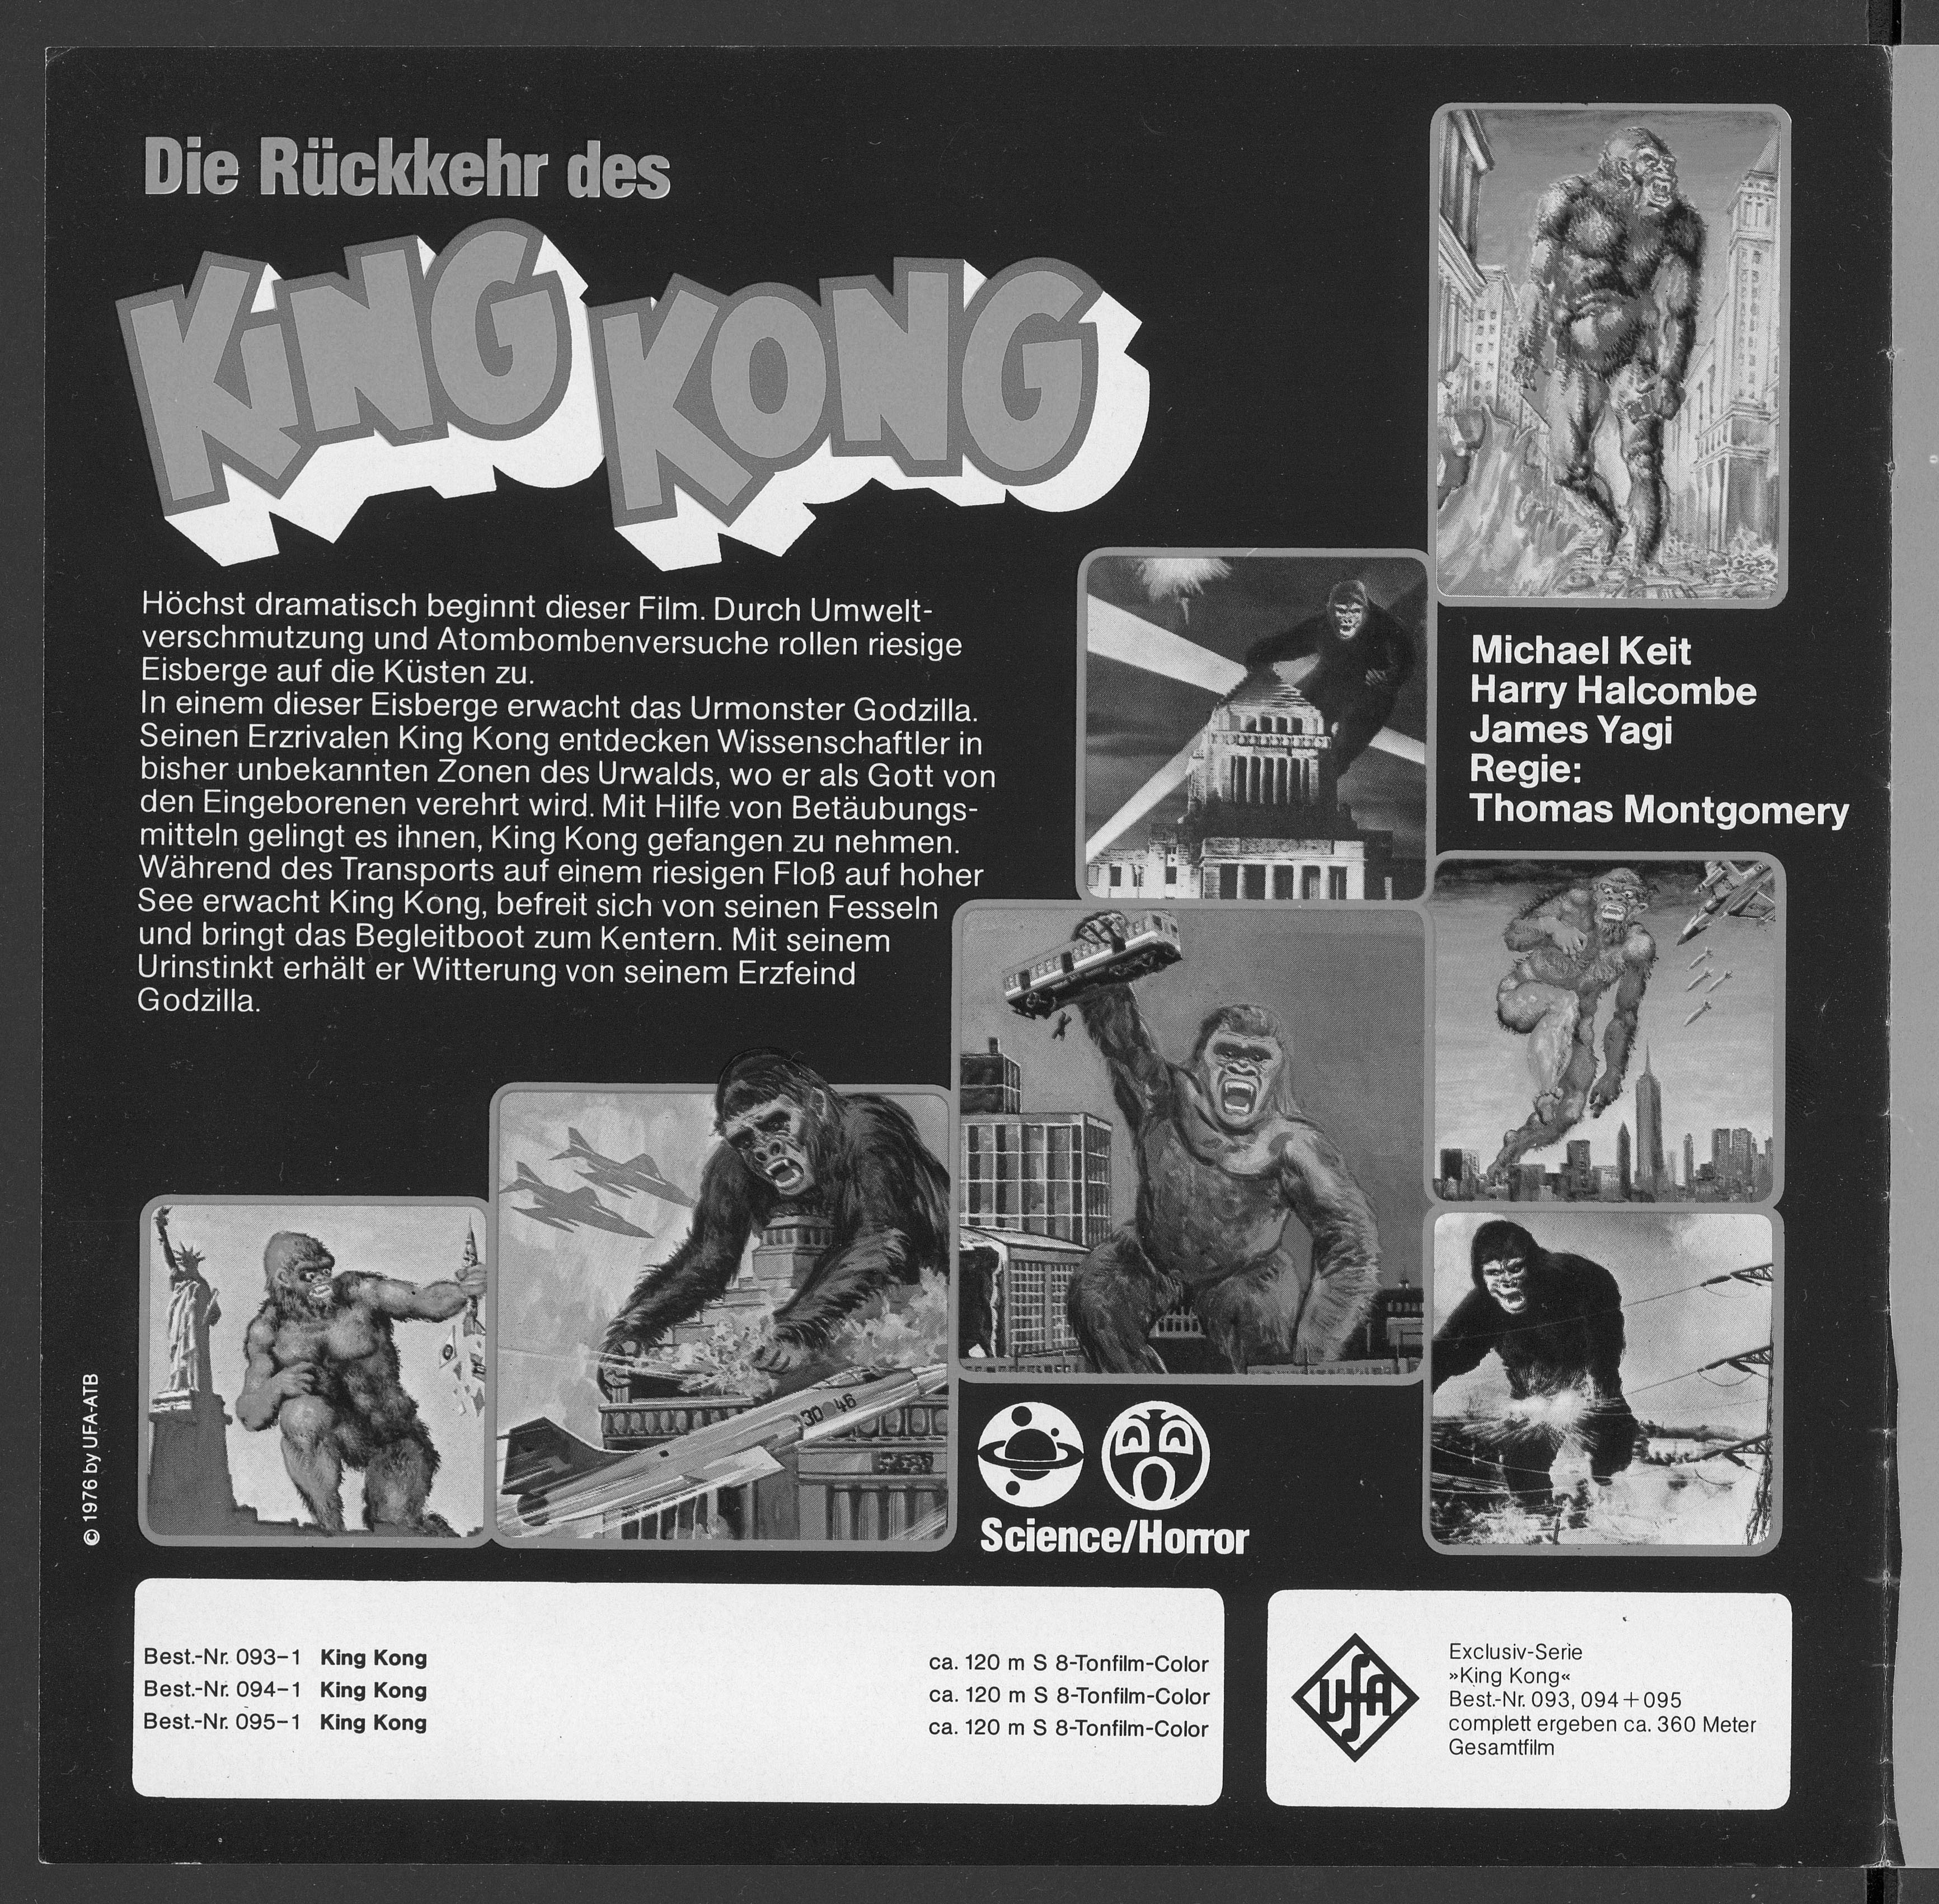 Die Rückkehr des
KiNG KONG
Höchst dramatisch beginnt dieser Film. Durch Umwelt-
verschmutzung und Atombombenversuche rollen riesige
Eisberge auf die Küsten zu.
In einem dieser Eisberge erwacht das Urmonster Godzilla.
Seinen Erzrivalen King Kong entdecken Wissenschaftler in
bisher unbekannten Zonen des Urwalds, wo er als Gott von
den Eingeborenen verehrt wird. Mit Hilfe von Betäubungs-
mitteln gelingt es ihnen, King Kong gefangen zu nehmen.
Während des Transports auf einem riesigen Floß auf hoher
See erwacht King Kong, befreit sich von seinen Fesseln
und bringt das Begleitboot zum Kentern. Mit seinem
Urinstinkt erhält er Witterung von seinem Erzfeind
Godzilla.
Michael Keit
Harry Halcombe
James Yagi
Regie:
Thomas Montgomery
30 46
Science/Horror
© 1976 by UFA-ATB
Best.-Nr. 093–1 King Kong ca. 120 m S 8-Tonfilm-Color
Best.-Nr. 094–1 King Kong ca. 120 m S 8-Tonfilm-Color
Best.-Nr. 095–1 King Kong ca. 120 m S 8-Tonfilm-Color
UfA
Exclusiv-Serie
»King Kong«
Best.-Nr. 093, 094+095
complett ergeben ca. 360 Meter
Gesamtfilm